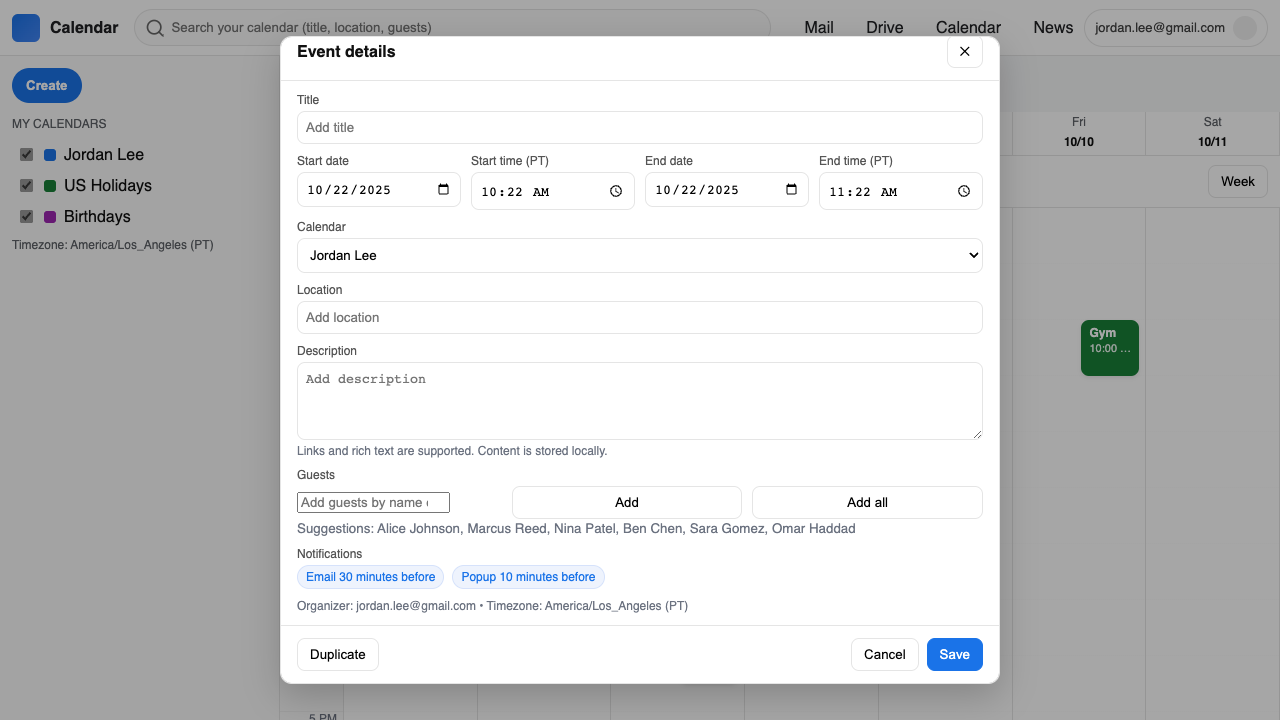 Calendar
Search your calendar (title, location, guests)
Mail Drive Calendar News
jordan.lee@gmail.com
Create
MY CALENDARS
Jordan Lee
US Holidays
Birthdays
Timezone: America/Los_Angeles (PT)
Event details
×
Title
Add title
Start date Start time (PT) End date End time (PT)
10/22/2025 10:22 AM 10/22/2025 11:22 AM
Calendar
Jordan Lee
Location
Add location
Description
Add description
Links and rich text are supported. Content is stored locally.
Guests
Add guests by name
Add Add all
Suggestions: Alice Johnson, Marcus Reed, Nina Patel, Ben Chen, Sara Gomez, Omar Haddad
Notifications
Email 30 minutes before Popup 10 minutes before
Organizer: jordan.lee@gmail.com • Timezone: America/Los_Angeles (PT)
Duplicate Cancel Save
Fri Sat
10/10 10/11
Week
Gym
10:00 ...
5 PM